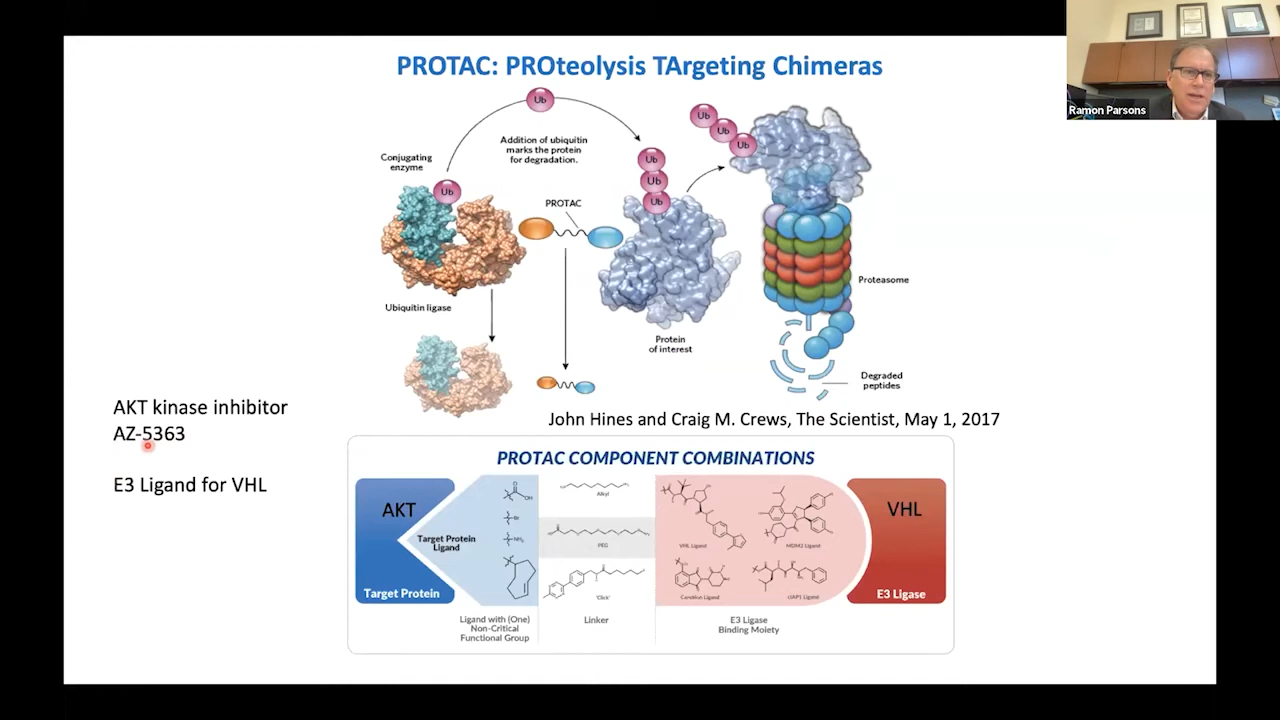 PROTAC: PROteolysis TArgeting Chimeras
Ramon Parsons
Ub
Addition of ubiquitin
marks the protein
for degradation.
Conjugating
enzyme
Ub
PROTAC
Ub
Ub
Ub
Ub
Ub
Ub
Ubiquitin ligase
Protein
of interest
Proteasome
Degraded
peptides
AKT kinase inhibitor
AZ-5363
E3 Ligand for VHL
John Hines and Craig M. Crews, The Scientist, May 1, 2017
PROTAC COMPONENT COMBINATIONS
AKT
Target Protein
Target Protein
Ligand
OH
Br
NH₂
Alkyl
PEG
'Click'
VHL Ligand
MDM2 Ligand
Cereblon Ligand
cIAP1 Ligand
VHL
E3 Ligase
Ligand with (One)
Non-Critical
Functional Group
Linker
E3 Ligase
Binding Moiety